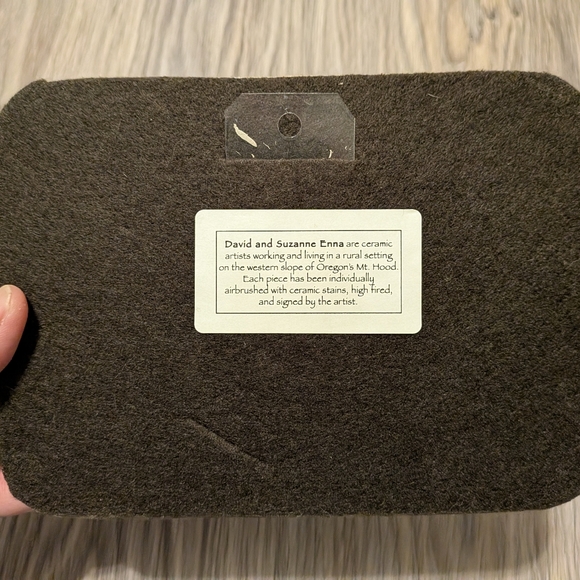 David and Suzanne Enna are ceramic
artists working and living in a rural setting
on the western slope of Oregon's Mt. Hood.
Each piece has been individually
airbrushed with ceramic stains, high fired,
and signed by the artist.